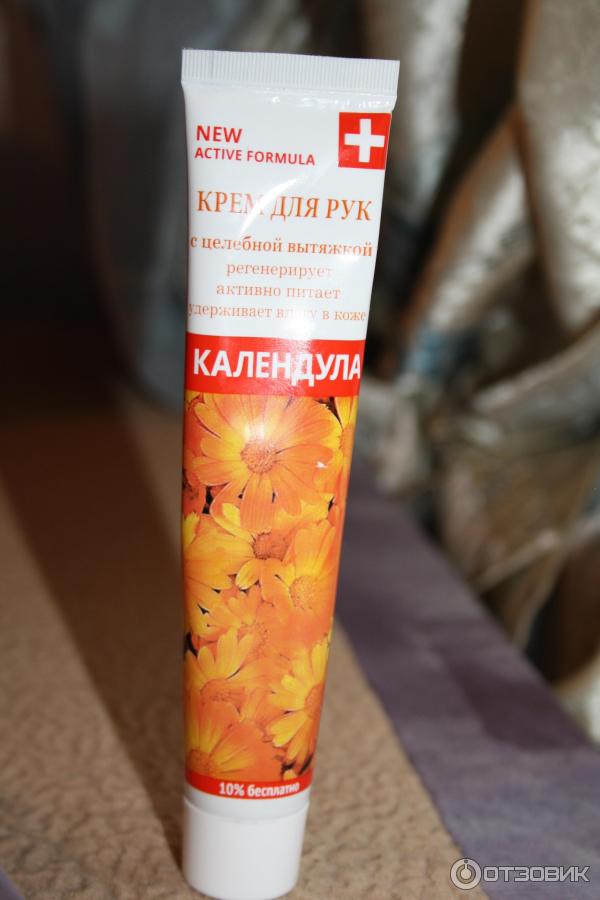 NEW
ACTIVE FORMULA
КРЕМ ДЛЯ РУК
с целебной вытяжкой
регенерирует
активно питает
удерживает влагу в коже
КАЛЕНДУЛА
10% бесплатно
ОТЗОВИК